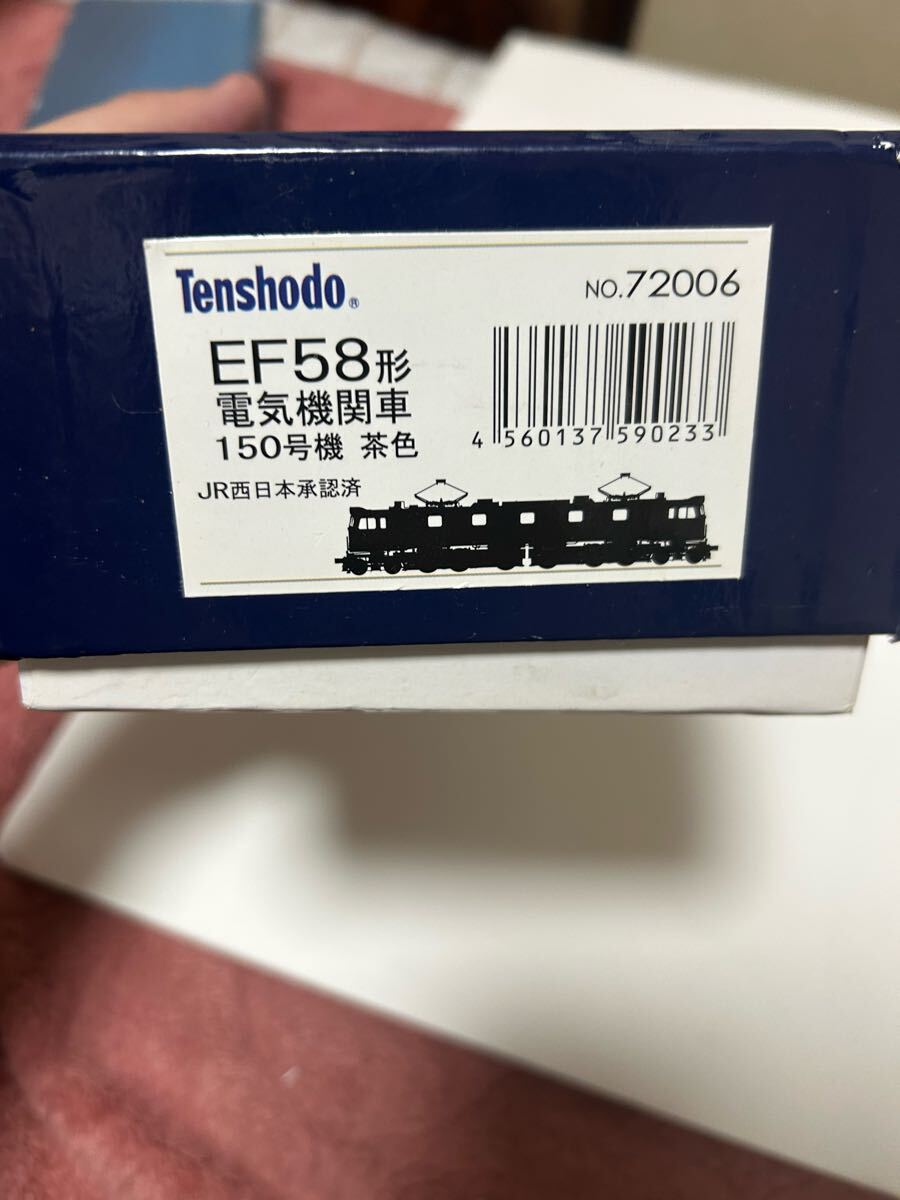 Tenshodo®
NO.72006
EF58形
電気機関車
150号機 茶色
JR西日本承認済
4 560137 590233